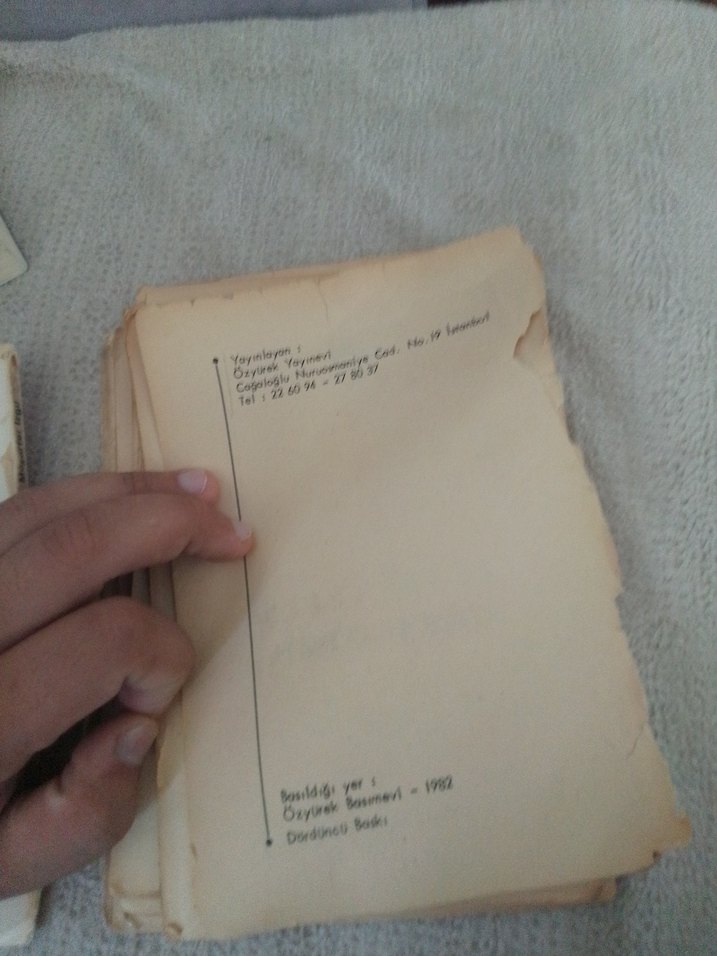 Yayınlayan :
Özyürek Yayınevi
Cağaloğlu Nuruosmaniye Cad. No. 19 İstanbul
Tel : 22 60 94 - 27 80 37
Basıldığı yer :
Özyürek Basımevi - 1982
Dördüncü Baskı